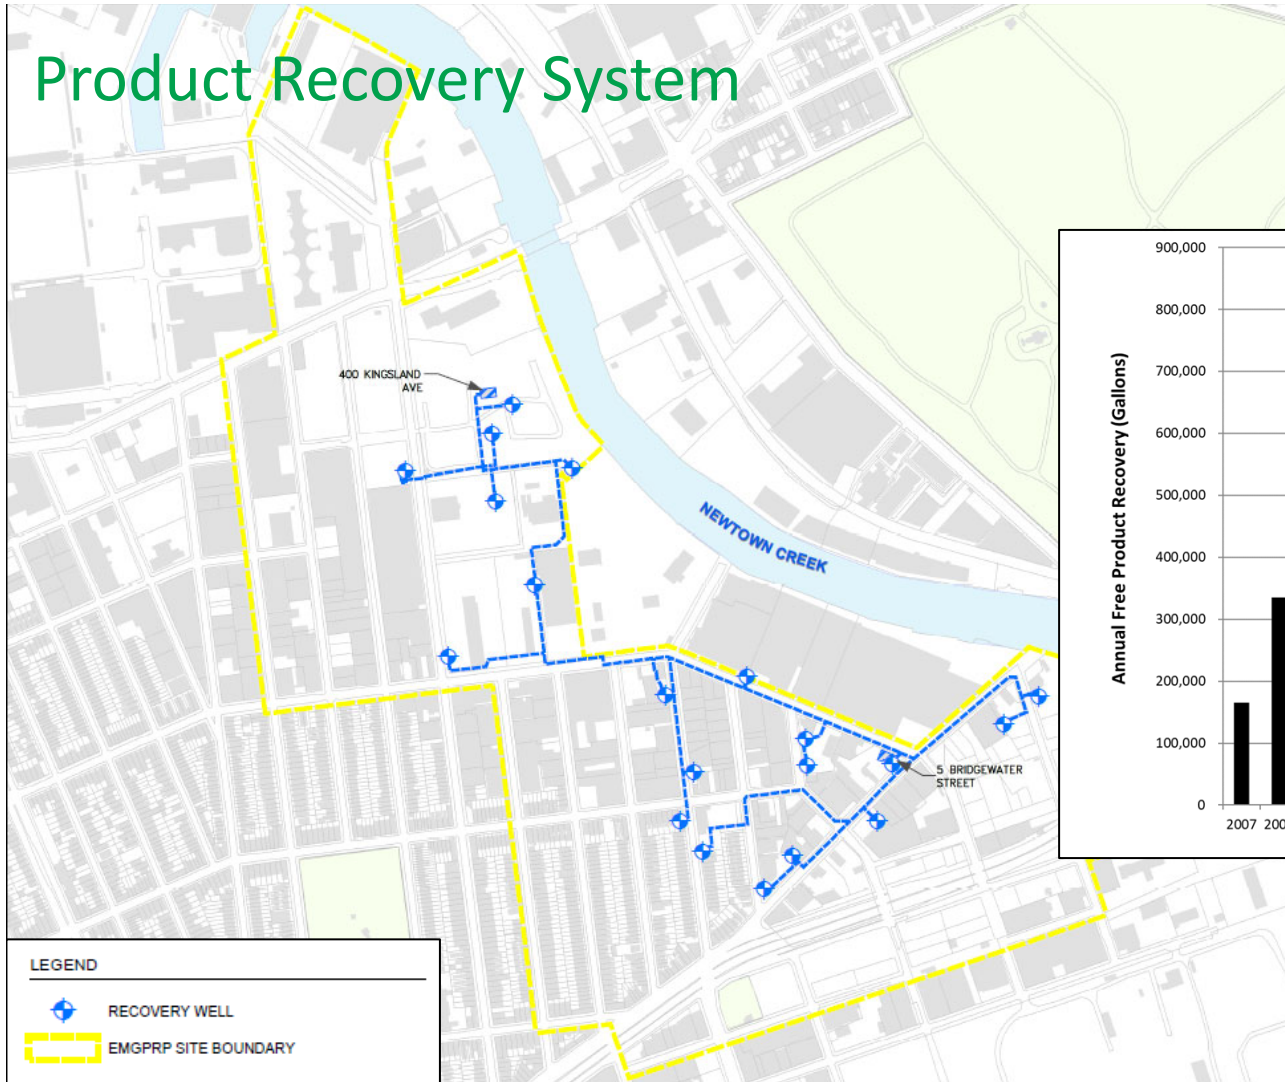 Product Recovery System
400 KINGSLAND
AVE
NEWTOWN CREEK
5 BRIDGEWATER
STREET
Annual Free Product Recovery (Gallons)
900,000
800,000
700,000
600,000
500,000
400,000
300,000
200,000
100,000
0
2007 200
LEGEND
RECOVERY WELL
EMGPRP SITE BOUNDARY